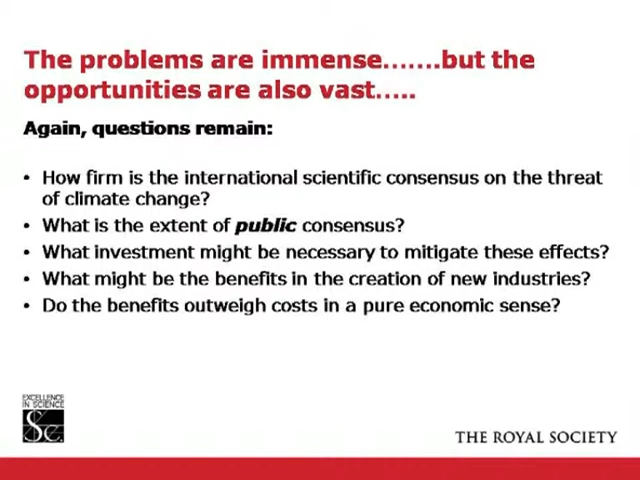 The problems are immense…….but the
opportunities are also vast…..
Again, questions remain:
• How firm is the international scientific consensus on the threat
of climate change?
• What is the extent of public consensus?
• What investment might be necessary to mitigate these effects?
• What might be the benefits in the creation of new industries?
• Do the benefits outweigh costs in a pure economic sense?
EXCELLENCE
IN SCIENCE
THE ROYAL SOCIETY